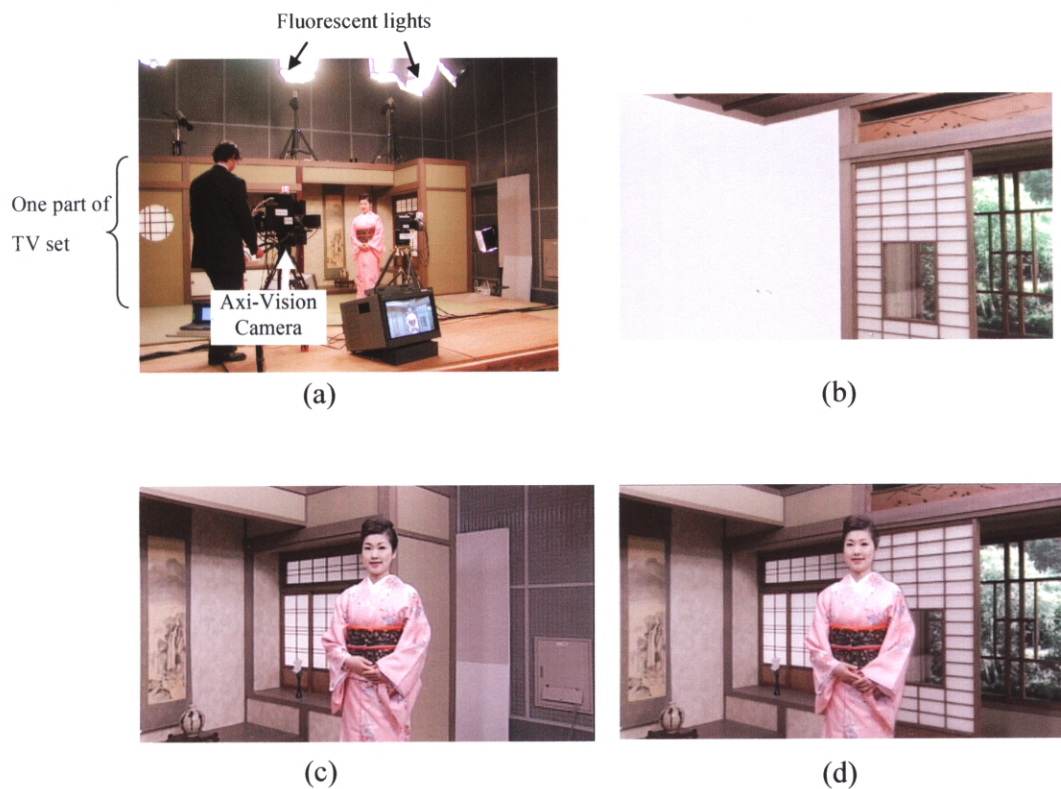 Fluorescent lights
One part of
TV set
Axi-Vision
Camera
(a)
(b)
(c)
(d)